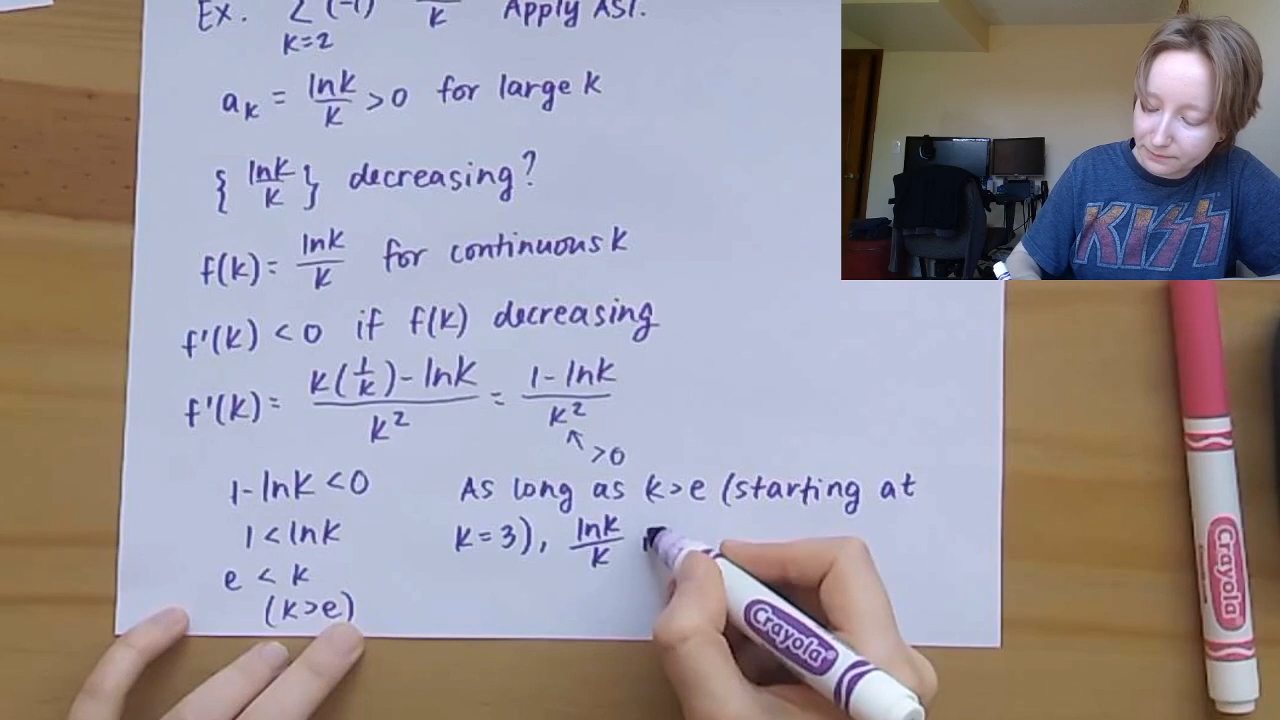 Ex. Σ (-1) k Apply AST.
K=2
aₖ = lnk/k > 0 for large k
{ lnk/k } decreasing?
f(k) = lnk/k for continuous k
f'(k) < 0 if f(k) decreasing
f'(k) = (k(1/k) - lnk)/k² = (1 - lnk)/k²
>0
1 - lnk < 0
1 < lnk
e < k
(k > e)
As long as k > e (starting at
k = 3), lnk/k
KISS
Crayola
Crayola